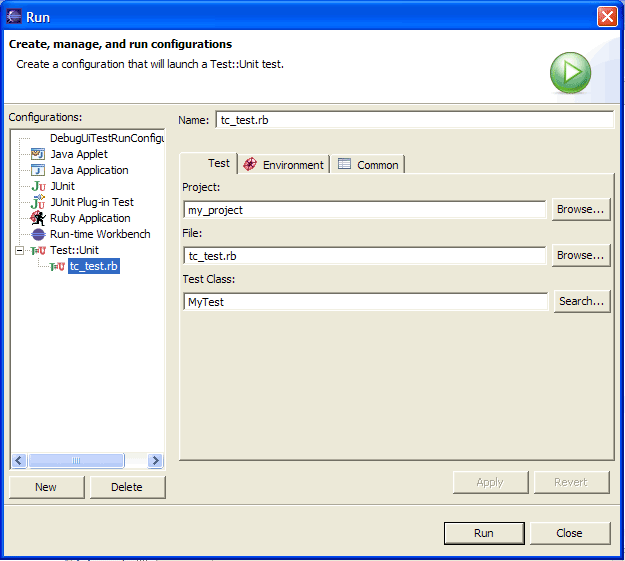 Run
Create, manage, and run configurations
Create a configuration that will launch a Test::Unit test.
Configurations:
DebugUiTestRunConfigu
Java Applet
Java Application
JUnit
JUnit Plug-in Test
Ruby Application
Run-time Workbench
Test::Unit
tc_test.rb
New
Delete
Name: tc_test.rb
Test Environment Common
Project:
my_project Browse...
File:
tc_test.rb Browse...
Test Class:
MyTest Search...
Apply Revert
Run Close